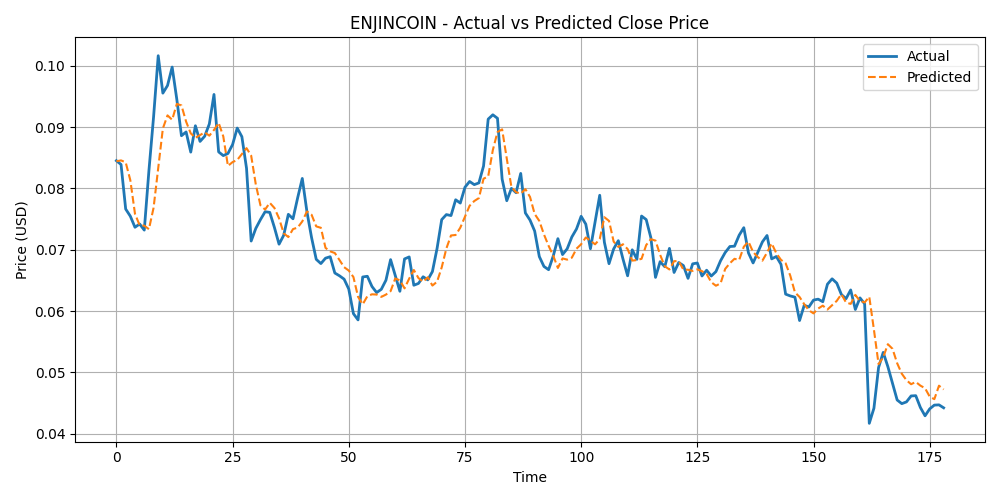 ENJINCOIN - Actual vs Predicted Close Price
Actual
Predicted
Price (USD)
0.10
0.09
0.08
0.07
0.06
0.05
0.04
0 25 50 75 100 125 150 175
Time